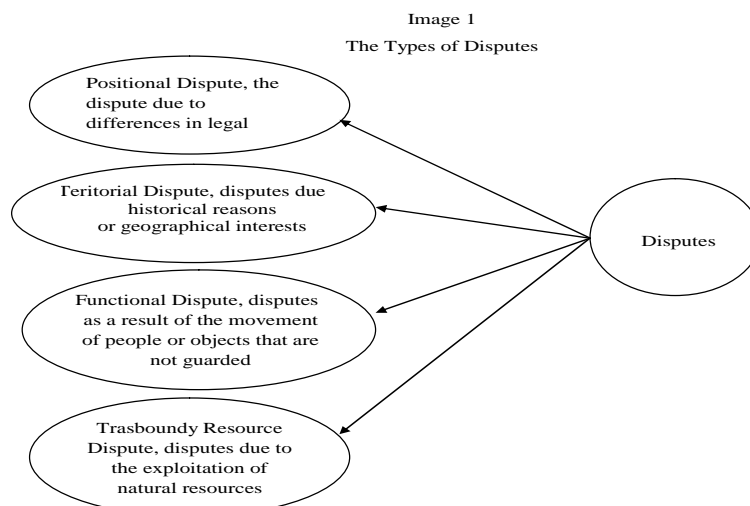 Image 1
The Types of Disputes
Positional Dispute, the
dispute due to
differences in legal
Teritorial Dispute, disputes due
historical reasons
or geographical interests
Functional Dispute, disputes
as a result of the movement
of people or objects that are
not guarded
Trasboundy Resource
Dispute, disputes due to
the exploitation of
natural resources
Disputes